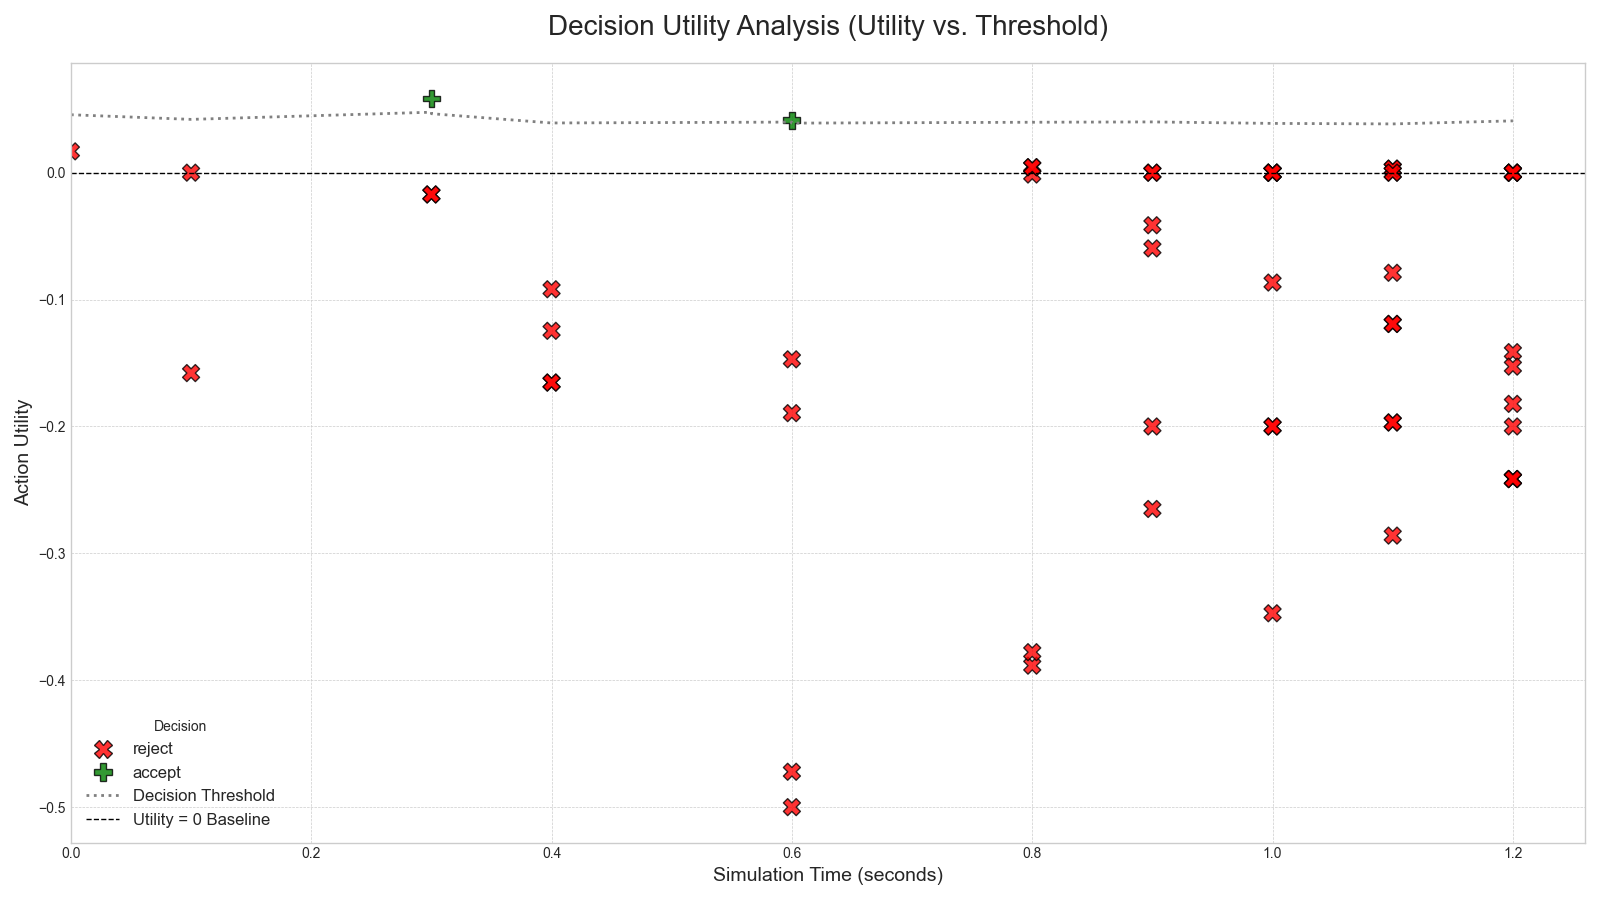 Decision Utility Analysis (Utility vs. Threshold)
Action Utility
0.0
−0.1
−0.2
−0.3
−0.4
−0.5
Decision
reject
accept
Decision Threshold
Utility = 0 Baseline
0.0 0.2 0.4 0.6 0.8 1.0 1.2
Simulation Time (seconds)